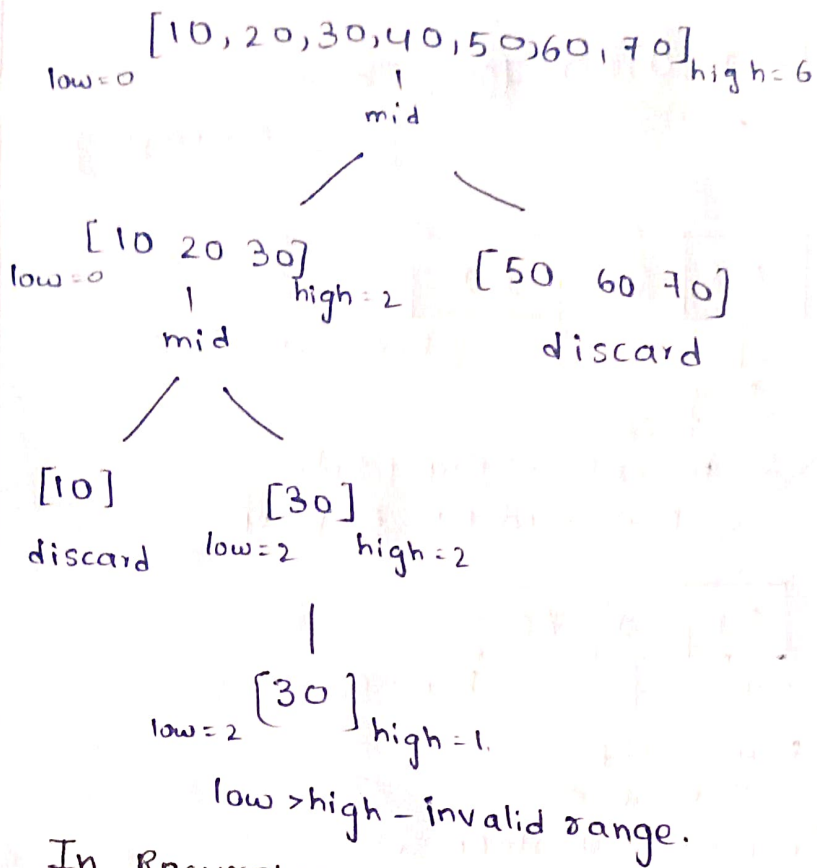 [10, 20, 30, 40, 50, 60, 70]
low = 0 high = 6
mid
[10 20 30]
low = 0 high = 2
[50 60 70]
mid
discard
[10] [30]
discard low = 2 high = 2
[30]
low = 2 high = 1.
low > high - invalid range.
In